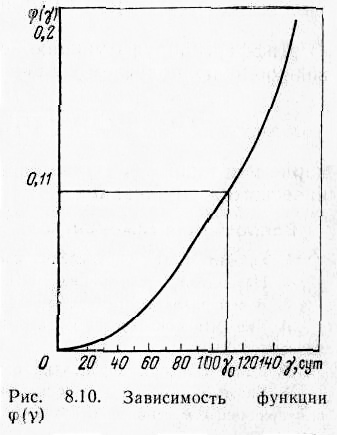 φ(γ)
0,2
0,11
0 20 40 60 80 100 γ₀ 120 140 γ, сут
Рис. 8.10. Зависимость функции
φ(γ)